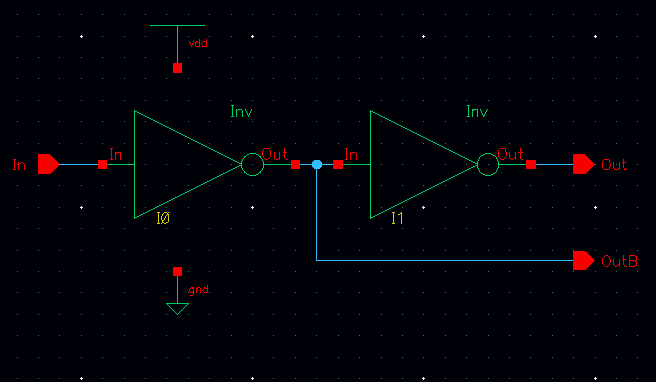 vdd
Inv
Inv
In
In
Out
In
Out
Out
I0
I1
OutB
gnd